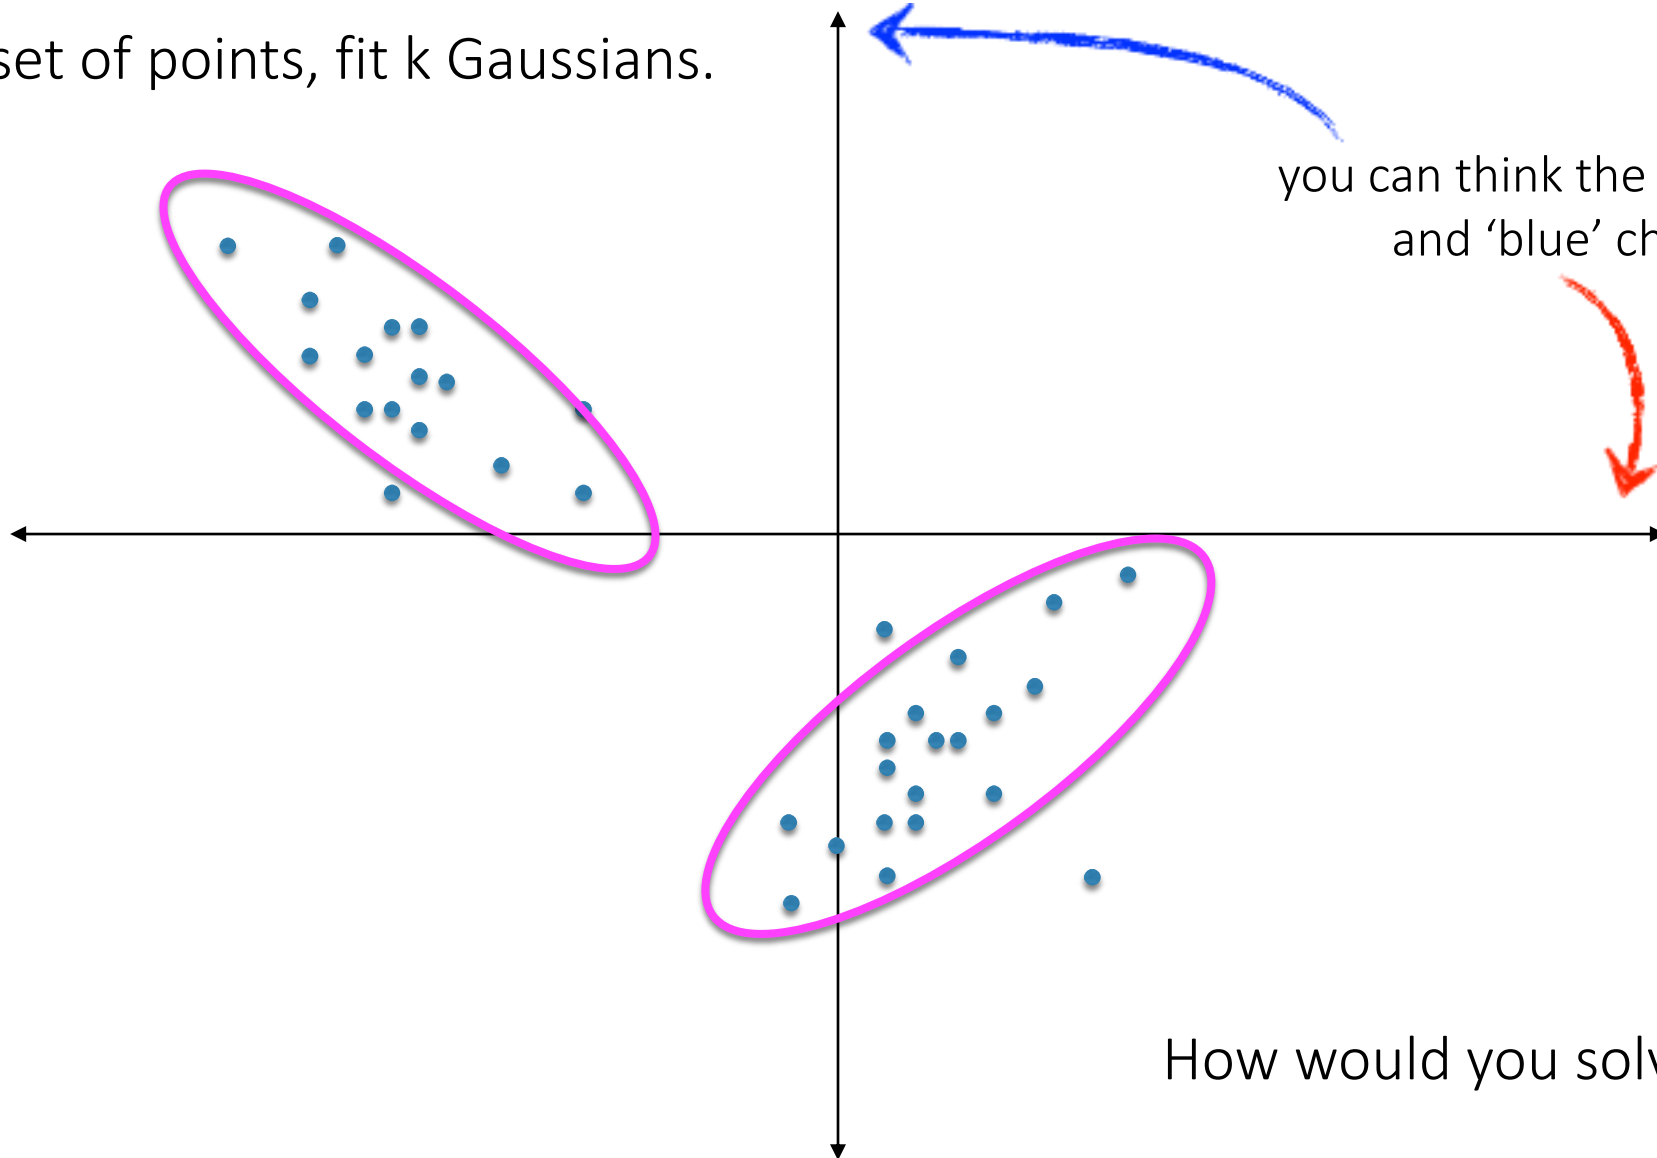 set of points, fit k Gaussians.
you can think the
and ‘blue’ ch
How would you solv